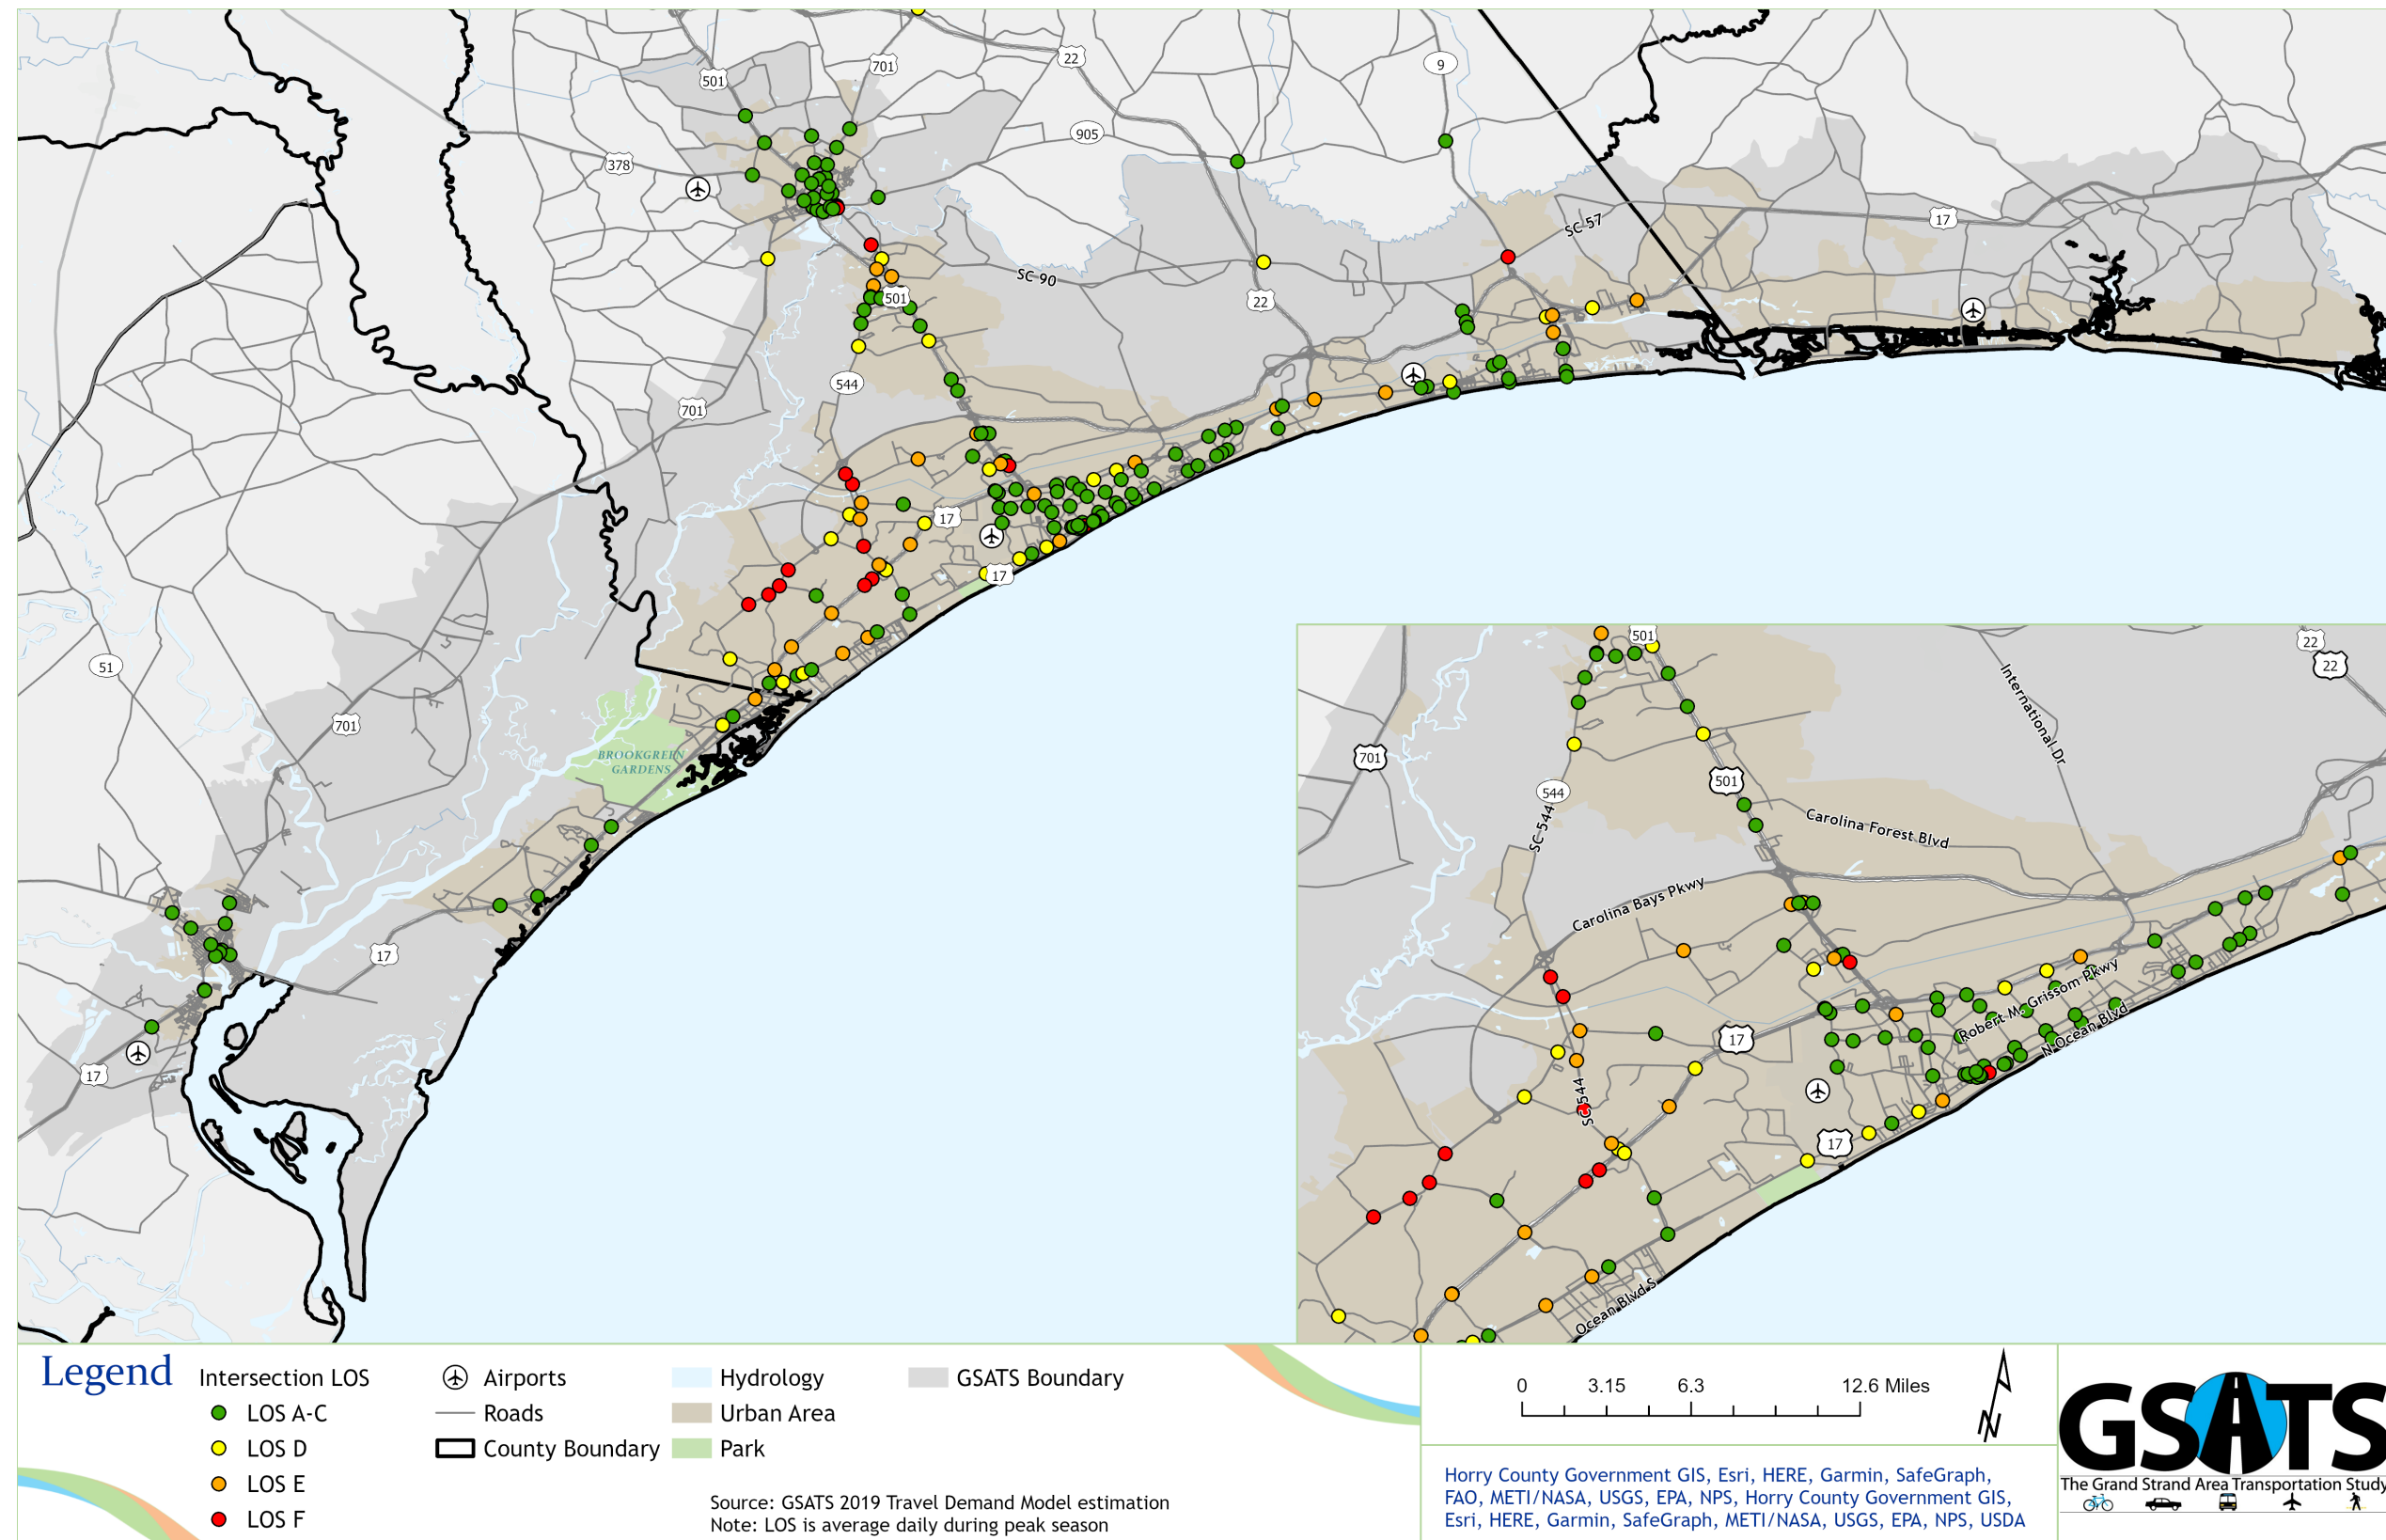 501
701
22
9
905
378
17
SC 57
SC 90
501
22
544
701
17
17
51
701
BROOKGREEN
GARDENS
17
17
501
22
22
International Dr
701
501
544
SC 544
Carolina Forest Blvd
Carolina Bays Pkwy
Robert M. Grissom Pkwy
17
N Ocean Blvd
SC 544
17
Ocean Blvd S
Legend
Intersection LOS
LOS A-C
LOS D
LOS E
LOS F
Airports
Roads
County Boundary
Hydrology
Urban Area
Park
GSATS Boundary
Source: GSATS 2019 Travel Demand Model estimation
Note: LOS is average daily during peak season
0 3.15 6.3 12.6 Miles
N
Horry County Government GIS, Esri, HERE, Garmin, SafeGraph,
FAO, METI/NASA, USGS, EPA, NPS, Horry County Government GIS,
Esri, HERE, Garmin, SafeGraph, METI/NASA, USGS, EPA, NPS, USDA
GSATS
The Grand Strand Area Transportation Study